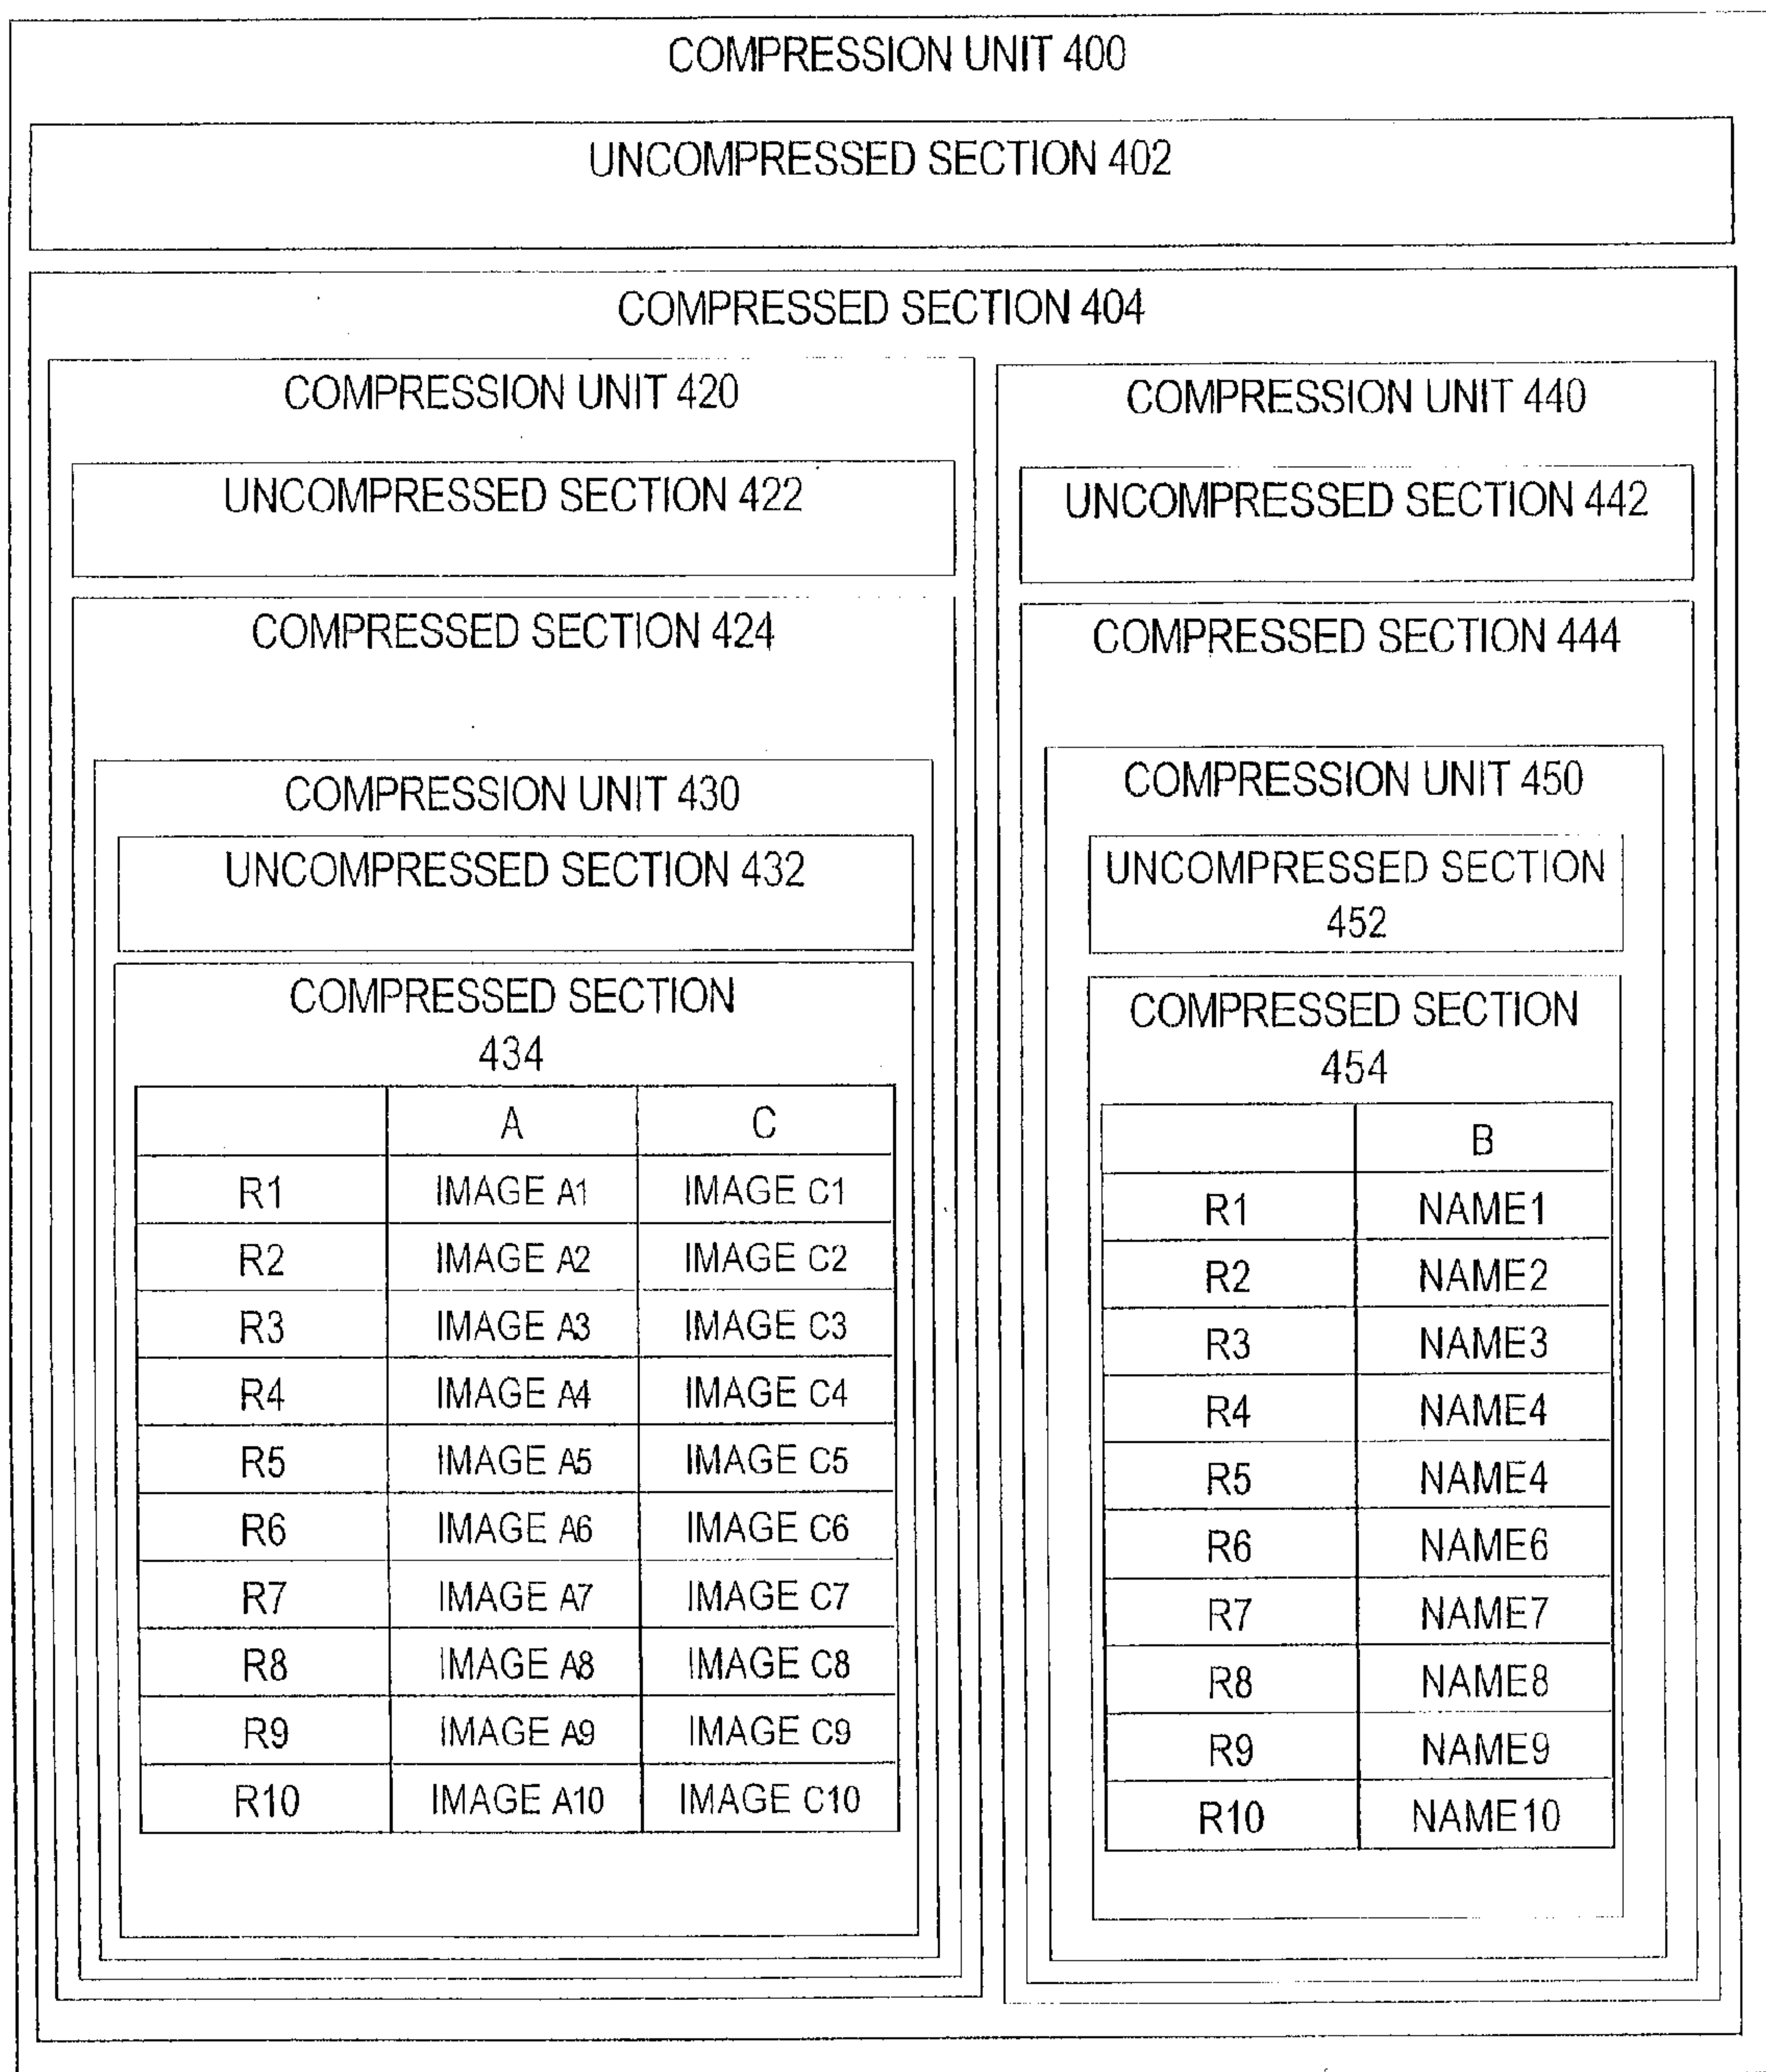 COMPRESSION UNIT 400
UNCOMPRESSED SECTION 402
COMPRESSED SECTION 404
COMPRESSION UNIT 420
UNCOMPRESSED SECTION 422
COMPRESSED SECTION 424
COMPRESSION UNIT 430
UNCOMPRESSED SECTION 432
COMPRESSED SECTION
434
A C
R1 IMAGE A1 IMAGE C1
R2 IMAGE A2 IMAGE C2
R3 IMAGE A3 IMAGE C3
R4 IMAGE A4 IMAGE C4
R5 IMAGE A5 IMAGE C5
R6 IMAGE A6 IMAGE C6
R7 IMAGE A7 IMAGE C7
R8 IMAGE A8 IMAGE C8
R9 IMAGE A9 IMAGE C9
R10 IMAGE A10 IMAGE C10
COMPRESSION UNIT 440
UNCOMPRESSED SECTION 442
COMPRESSED SECTION 444
COMPRESSION UNIT 450
UNCOMPRESSED SECTION
452
COMPRESSED SECTION
454
B
R1 NAME1
R2 NAME2
R3 NAME3
R4 NAME4
R5 NAME4
R6 NAME6
R7 NAME7
R8 NAME8
R9 NAME9
R10 NAME10